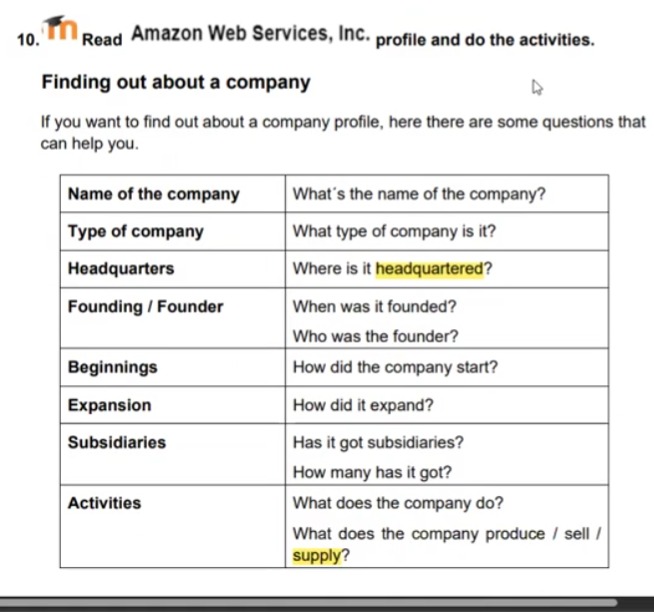 10. Read Amazon Web Services, Inc. profile and do the activities.
Finding out about a company
If you want to find out about a company profile, here there are some questions that
can help you.
Name of the company What´s the name of the company?
Type of company What type of company is it?
Headquarters Where is it headquartered?
Founding / Founder When was it founded?
Who was the founder?
Beginnings How did the company start?
Expansion How did it expand?
Subsidiaries Has it got subsidiaries?
How many has it got?
Activities What does the company do?
What does the company produce / sell /
supply?